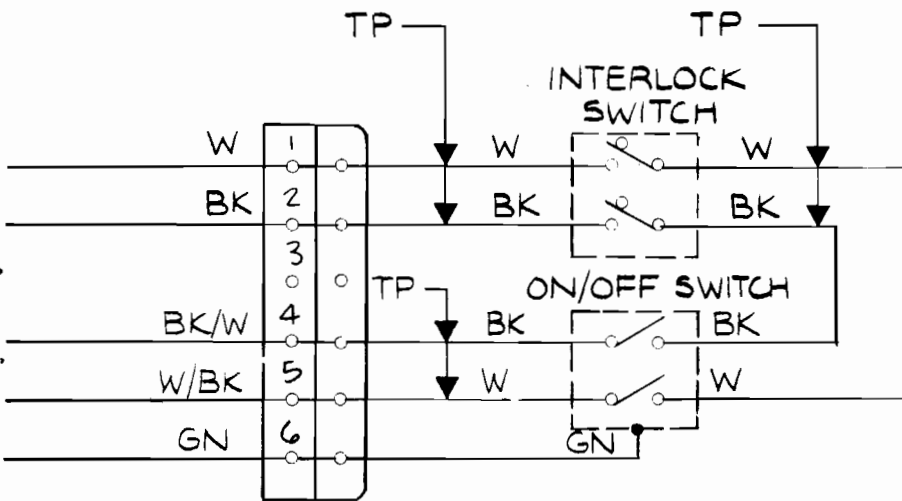 TP
TP
INTERLOCK
SWITCH
W
1
W
W
BK
2
BK
BK
3
TP
ON/OFF SWITCH
BK/W
4
BK
BK
W/BK
5
W
W
GN
6
GN